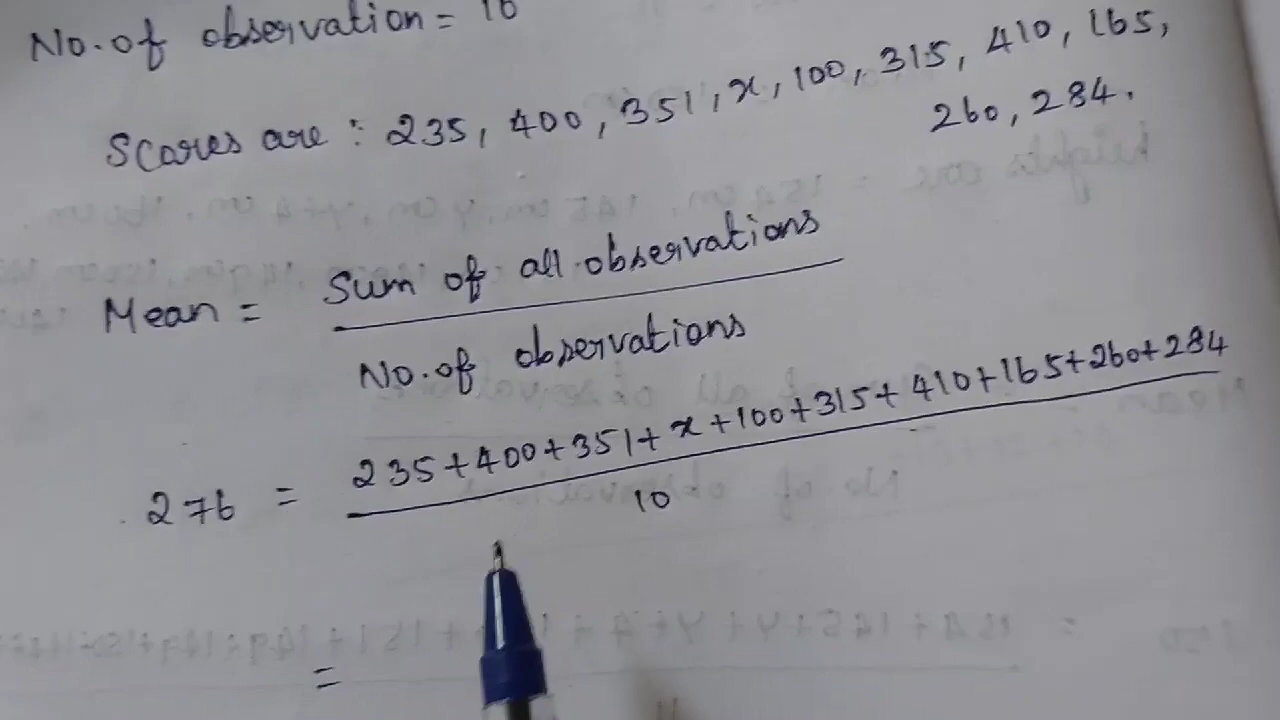 No. of observation = 10
Scores are : 235, 400, 351, x, 100, 315, 410, 165,
260, 284.
Mean = Sum of all observations
No. of observations
276 = 235+400+351+x+100+315+410+165+260+284
10
=